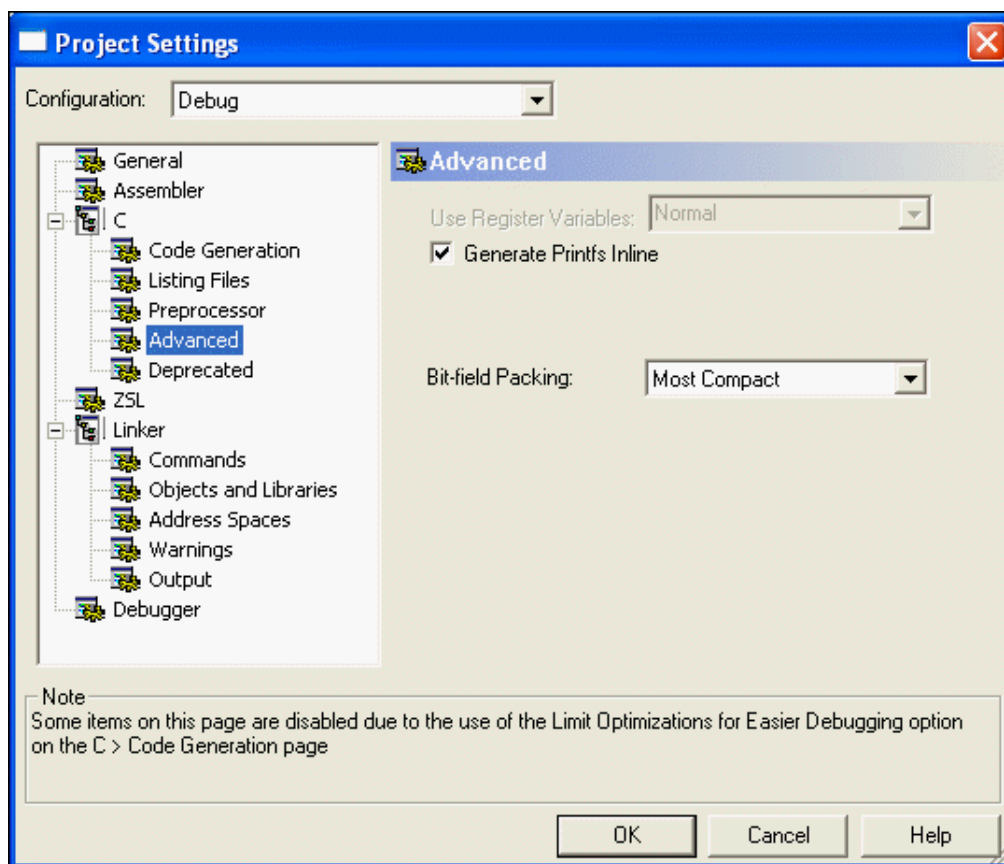 Project Settings
Configuration: Debug
General
Assembler
C
Code Generation
Listing Files
Preprocessor
Advanced
Deprecated
ZSL
Linker
Commands
Objects and Libraries
Address Spaces
Warnings
Output
Debugger
Advanced
Use Register Variables: Normal
Generate Printfs Inline
Bit-field Packing: Most Compact
Note
Some items on this page are disabled due to the use of the Limit Optimizations for Easier Debugging option
on the C > Code Generation page
OK Cancel Help